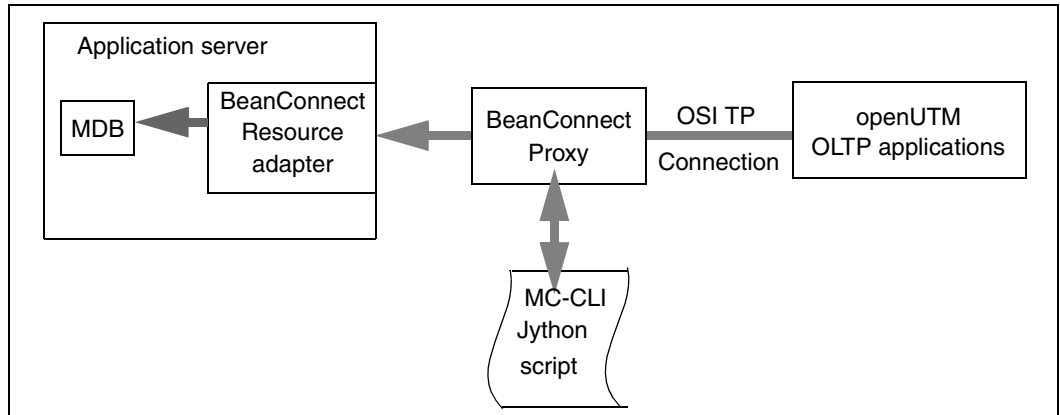 Application server
MDB
BeanConnect
Resource
adapter
BeanConnect
Proxy
OSI TP
Connection
openUTM
OLTP applications
MC-CLI
Jython
script